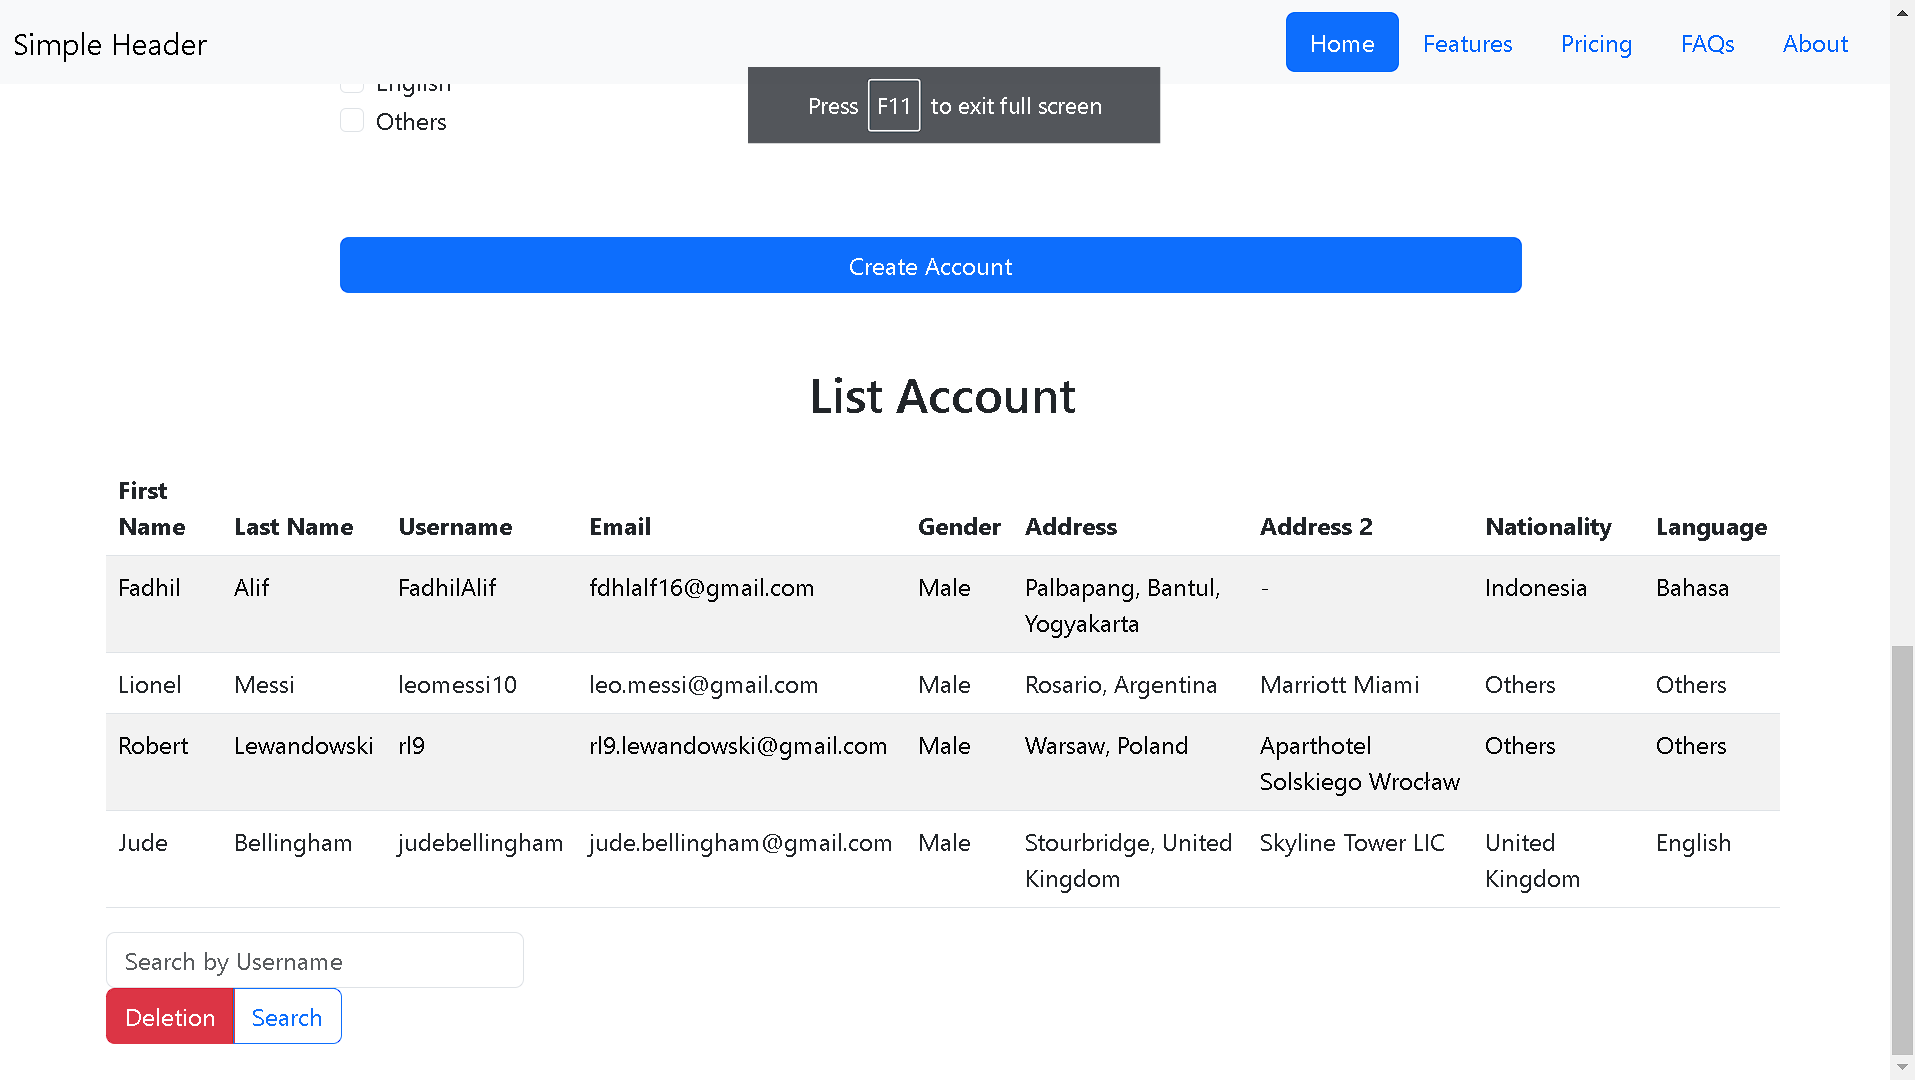 Simple Header
Home Features Pricing FAQs About
English
Press F11 to exit full screen
Others
Create Account
List Account
First Name Last Name Username Email Gender Address Address 2 Nationality Language
Fadhil Alif FadhilAlif fdhlalf16@gmail.com Male Palbapang, Bantul, - Indonesia Bahasa
Yogyakarta
Lionel Messi leomessi10 leo.messi@gmail.com Male Rosario, Argentina Marriott Miami Others Others
Robert Lewandowski rl9 rl9.lewandowski@gmail.com Male Warsaw, Poland Aparthotel Others Others
Solskiego Wrocław
Jude Bellingham judebellingham jude.bellingham@gmail.com Male Stourbridge, United Skyline Tower LIC United English
Kingdom Kingdom
Search by Username
Deletion Search